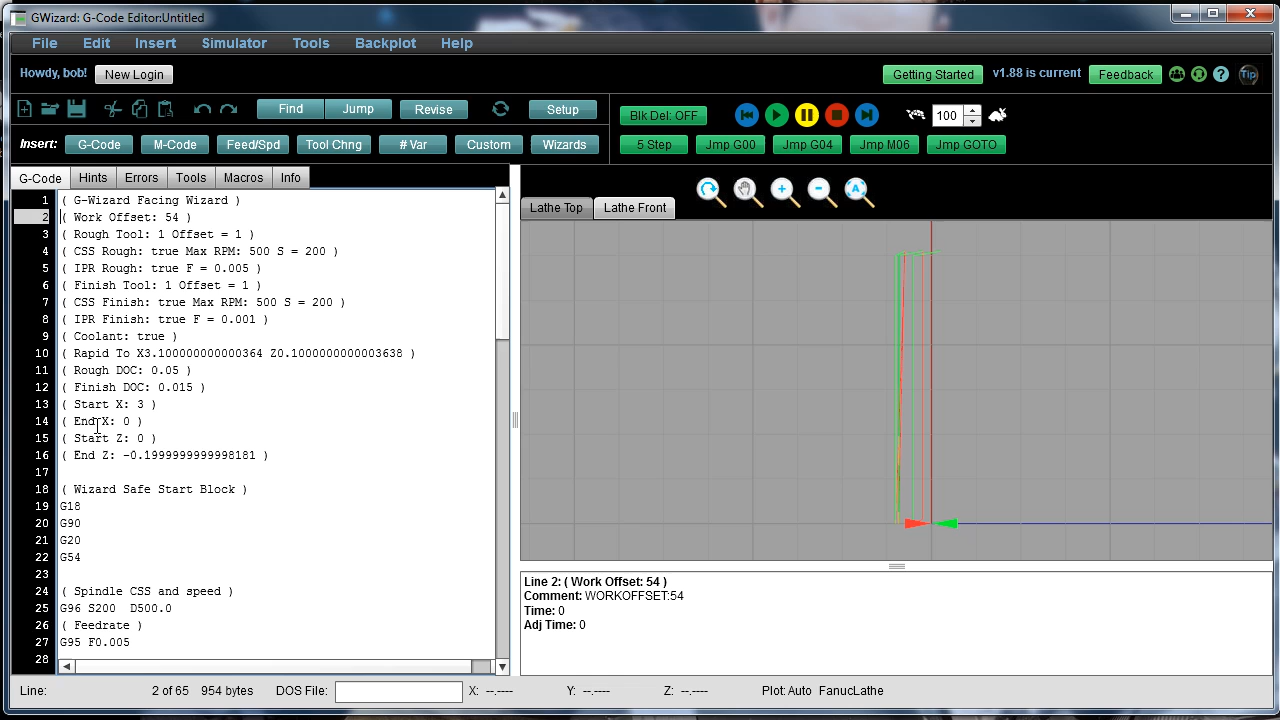 GWizard: G-Code Editor:Untitled
File Edit Insert Simulator Tools Backplot Help
Howdy, bob! New Login Getting Started v1.88 is current Feedback ? Tip
Find Jump Revise Setup Blk Del: OFF 100
Insert: G-Code M-Code Feed/Spd Tool Chng # Var Custom Wizards 5 Step Jmp G00 Jmp G04 Jmp M06 Jmp GOTO
G-Code Hints Errors Tools Macros Info
Lathe Top Lathe Front
1 ( G-Wizard Facing Wizard )
2 ( Work Offset: 54 )
3 ( Rough Tool: 1 Offset = 1 )
4 ( CSS Rough: true Max RPM: 500 S = 200 )
5 ( IPR Rough: true F = 0.005 )
6 ( Finish Tool: 1 Offset = 1 )
7 ( CSS Finish: true Max RPM: 500 S = 200 )
8 ( IPR Finish: true F = 0.001 )
9 ( Coolant: true )
10 ( Rapid To X3.100000000000364 Z0.1000000000003638 )
11 ( Rough DOC: 0.05 )
12 ( Finish DOC: 0.015 )
13 ( Start X: 3 )
14 ( End X: 0 )
15 ( Start Z: 0 )
16 ( End Z: -0.1999999999998181 )
17
18 ( Wizard Safe Start Block )
19 G18
20 G90
21 G20
22 G54
23
24 ( Spindle CSS and speed )
25 G96 S200 D500.0
26 ( Feedrate )
27 G95 F0.005
28
Line 2: ( Work Offset: 54 )
Comment: WORKOFFSET:54
Time: 0
Adj Time: 0
Line: 2 of 65 954 bytes DOS File: X: --.---- Y: --.---- Z: --.---- Plot: Auto FanucLathe